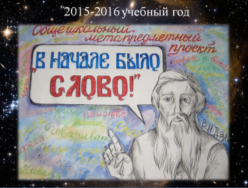 "2015-2016 учебный год
Общешкольный
метапредметный
проект
"В НАЧАЛЕ БЫЛО
СЛОВО!"